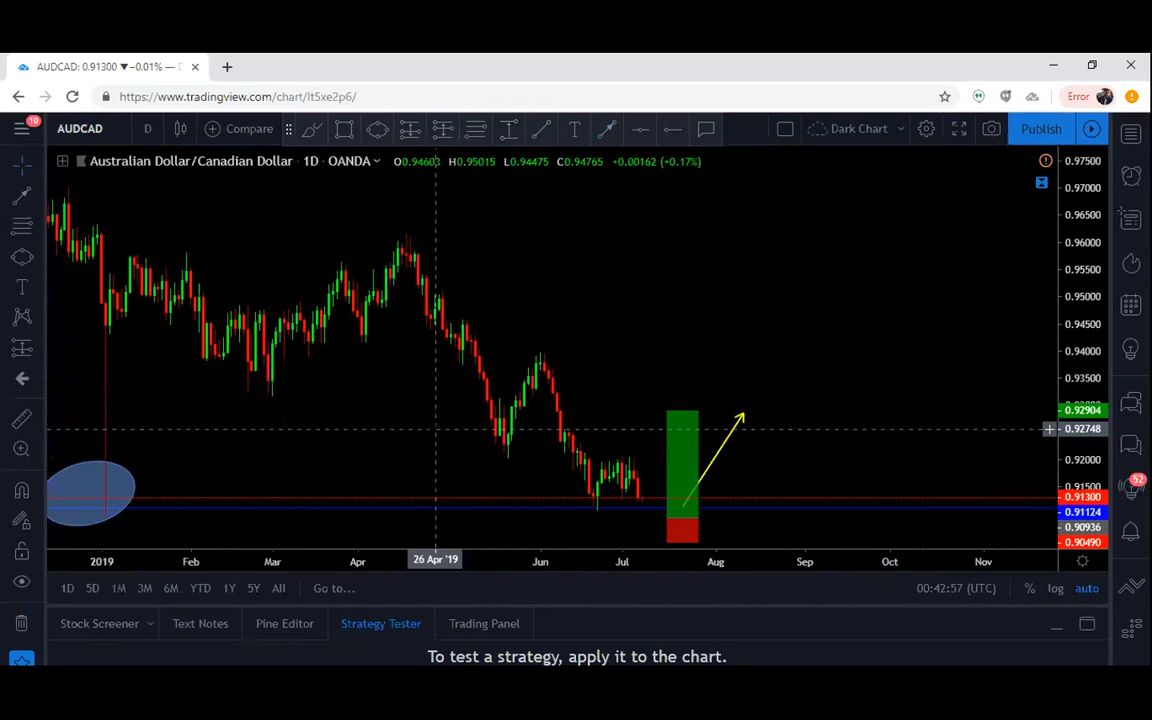 AUDCAD: 0.91300 ▼−0.01% —
https://www.tradingview.com/chart/lt5xe2p6/
Error
10
AUDCAD D Compare Dark Chart Publish
Australian Dollar/Canadian Dollar · 1D · OANDA O0.94603 H0.95015 L0.94475 C0.94765 +0.00162 (+0.17%)
0.97500
0.97000
0.96500
0.96000
0.95500
0.95000
0.94500
0.94000
0.93500
0.92904
0.92748
0.92000
0.91500
0.91300
0.91124
0.90936
0.90490
52
2019 Feb Mar Apr 26 Apr '19 Jun Jul Aug Sep Oct Nov
1D 5D 1M 3M 6M YTD 1Y 5Y All Go to... 00:42:57 (UTC) % log auto
Stock Screener Text Notes Pine Editor Strategy Tester Trading Panel
To test a strategy, apply it to the chart.